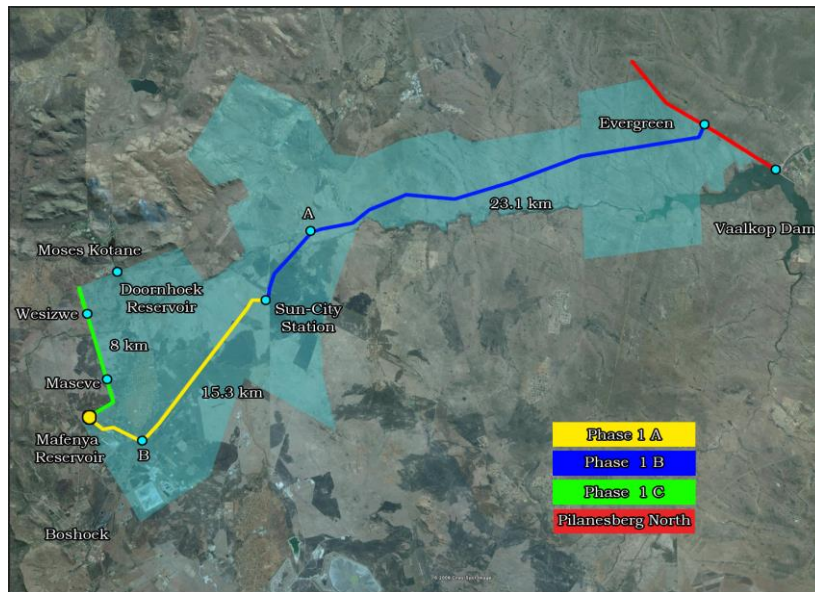 Evergreen
A
23.1 km
Vaalkop Dam
Moses Kotane
Doornhoek
Reservoir
Wesizwe
Sun-City
Station
8 km
Maseve
15.3 km
Mafenya
Reservoir
B
Phase 1 A
Phase 1 B
Phase 1 C
Pilanesberg North
Boshoek